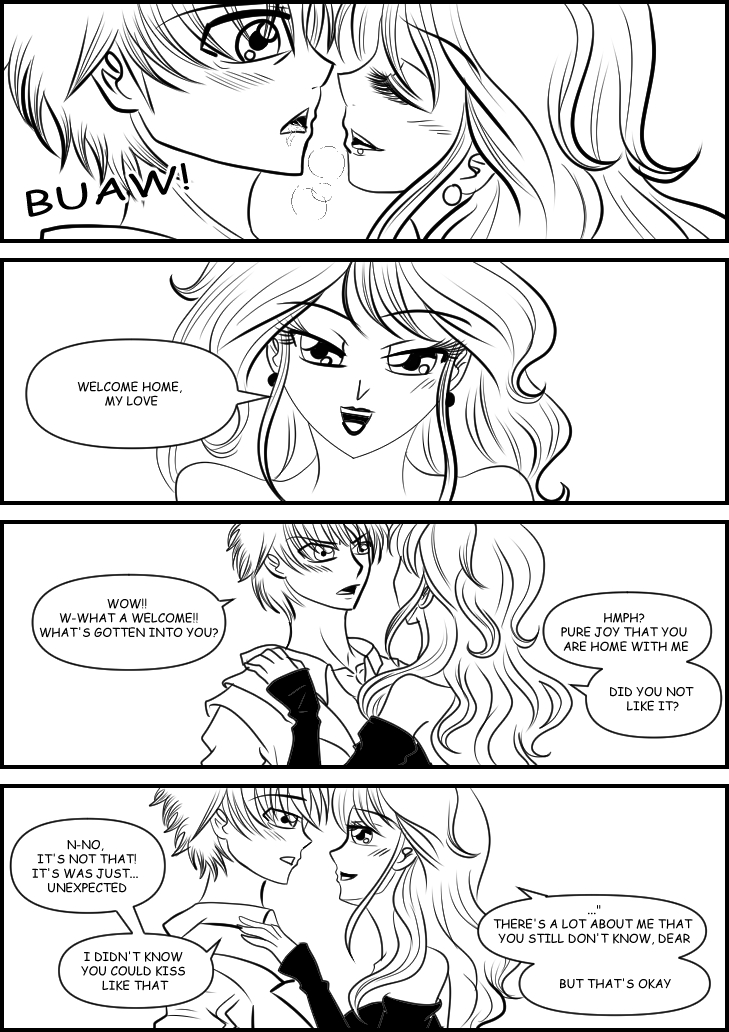 BUAW!
WELCOME HOME,
MY LOVE
WOW!!
W-WHAT A WELCOME!!
WHAT'S GOTTEN INTO YOU?
HMPH?
PURE JOY THAT YOU
ARE HOME WITH ME
DID YOU NOT
LIKE IT?
N-NO,
IT'S NOT THAT!
IT'S WAS JUST...
UNEXPECTED
I DIDN'T KNOW
YOU COULD KISS
LIKE THAT
..."
THERE'S A LOT ABOUT ME THAT
YOU STILL DON'T KNOW, DEAR
BUT THAT'S OKAY